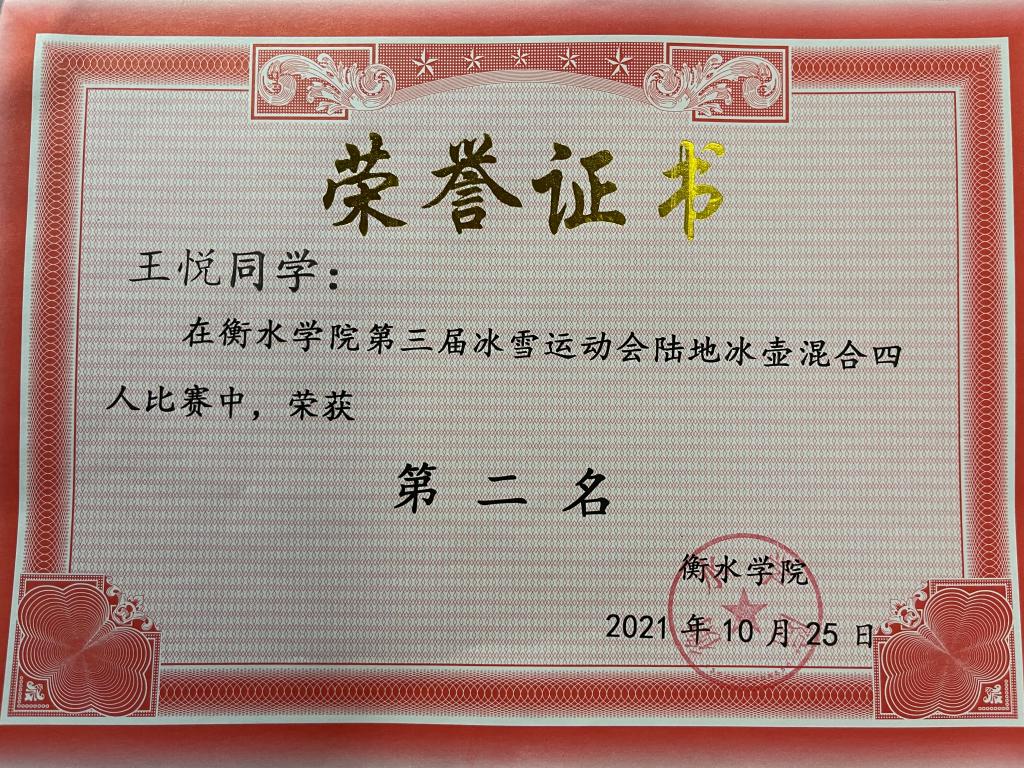 荣誉证书
王悦同学：
在衡水学院第三届冰雪运动会陆地冰壶混合四
人比赛中，荣获
第二名
衡水学院
2021年10月25日